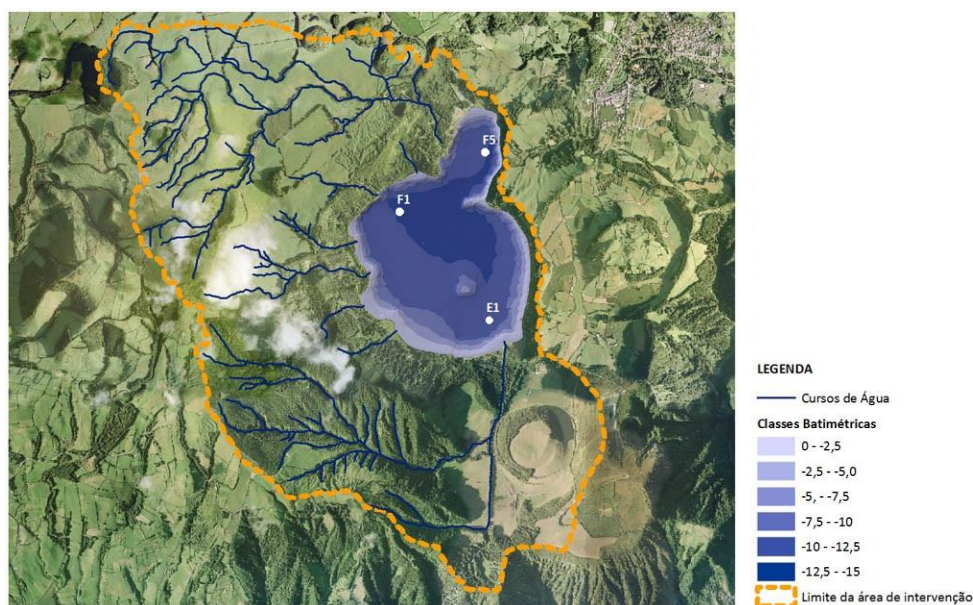 F5
F1
E1
LEGENDA
Cursos de Água
Classes Batimétricas
0 - -2,5
-2,5 - -5,0
-5, - -7,5
-7,5 - -10
-10 - -12,5
-12,5 - -15
Limite da área de intervenção